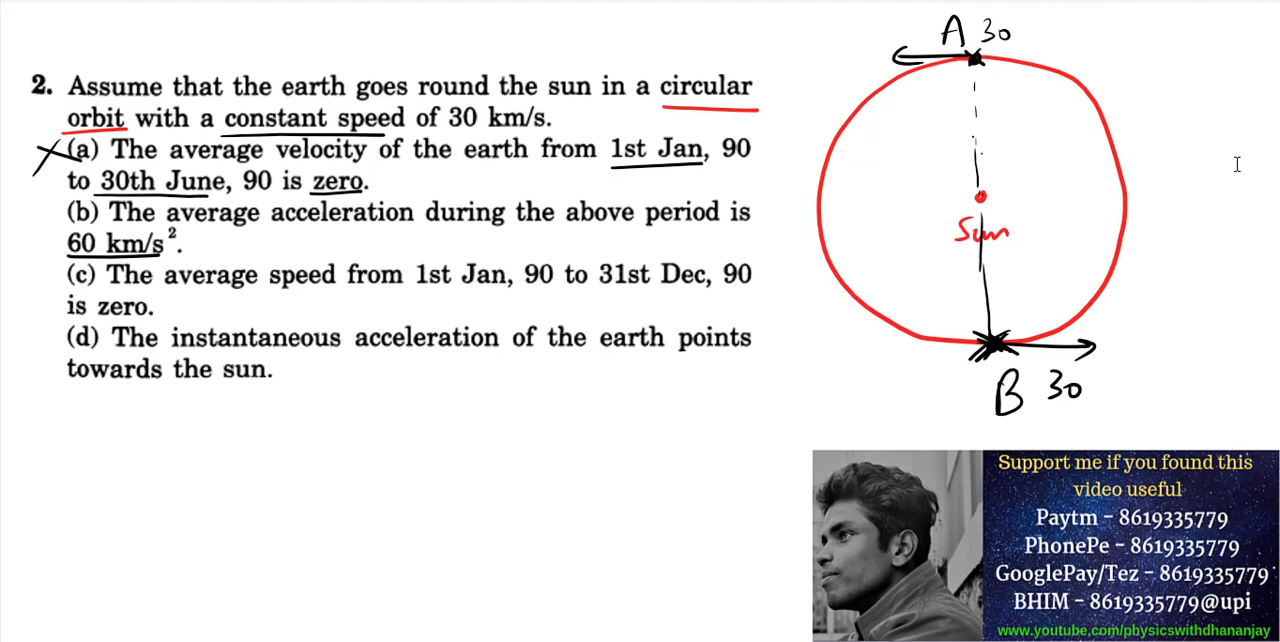 2. Assume that the earth goes round the sun in a circular
orbit with a constant speed of 30 km/s.
(a) The average velocity of the earth from 1st Jan, 90
to 30th June, 90 is zero.
(b) The average acceleration during the above period is
60 km/s².
(c) The average speed from 1st Jan, 90 to 31st Dec, 90
is zero.
(d) The instantaneous acceleration of the earth points
towards the sun.
A 30
Sun
B 30
Support me if you found this
video useful
Paytm - 8619335779
PhonePe - 8619335779
GooglePay/Tez - 8619335779
BHIM - 8619335779@upi
www.youtube.com/physicswithdhananjay